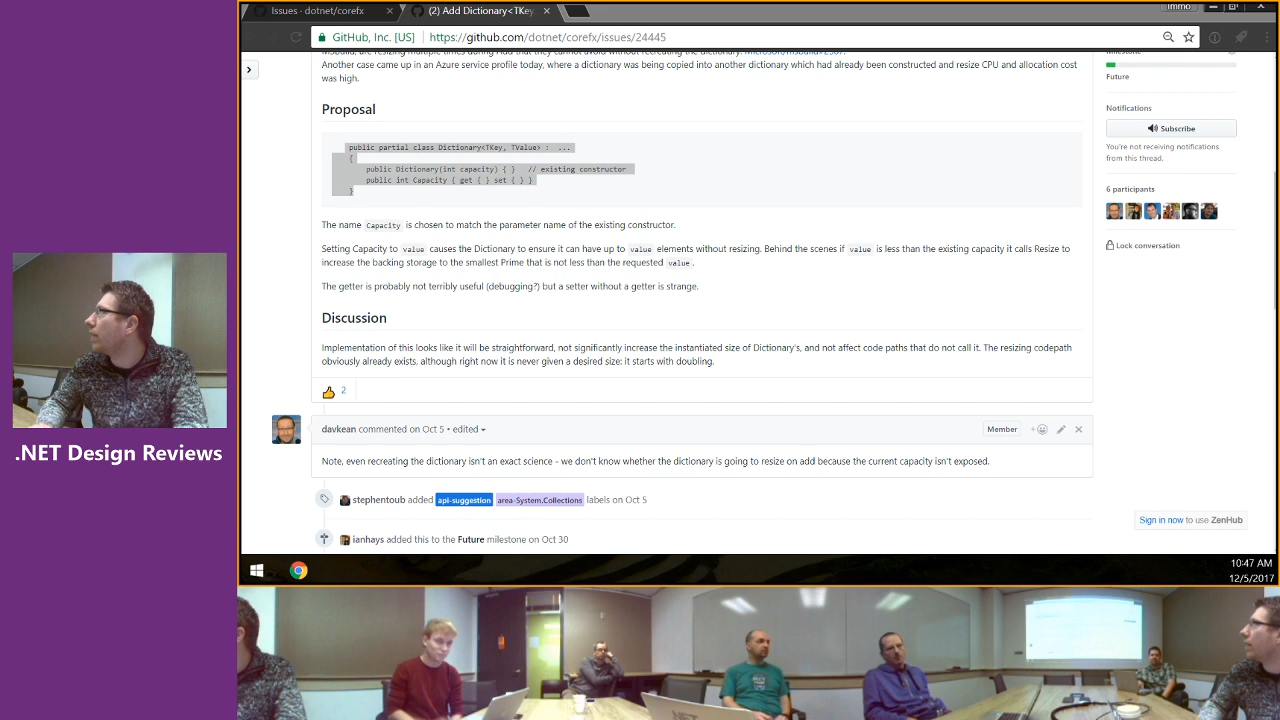 Issues - dotnet/corefx
(2) Add Dictionary<TKey,
Immo
GitHub, Inc. [US]
https://github.com/dotnet/corefx/issues/24445
Another case came up in an Azure service profile today, where a dictionary was being copied into another dictionary which had already been constructed and resize CPU and allocation cost
was high.
Proposal
public partial class Dictionary<TKey, TValue> : ...
{
public Dictionary(int capacity) { } // existing constructor
public int Capacity { get { } set { } }
}
The name Capacity is chosen to match the parameter name of the existing constructor.
Setting Capacity to value causes the Dictionary to ensure it can have up to value elements without resizing. Behind the scenes if value is less than the existing capacity it calls Resize to
increase the backing storage to the smallest Prime that is not less than the requested value.
The getter is probably not terribly useful (debugging?) but a setter without a getter is strange.
Discussion
Implementation of this looks like it will be straightforward, not significantly increase the instantiated size of Dictionary's, and not affect code paths that do not call it. The resizing codepath
obviously already exists, although right now it is never given a desired size: it starts with doubling.
2
davkean commented on Oct 5 • edited
Member
Note, even recreating the dictionary isn't an exact science - we don't know whether the dictionary is going to resize on add because the current capacity isn't exposed.
stephentoub added api-suggestion area-System.Collections labels on Oct 5
ianhays added this to the Future milestone on Oct 30
Future
Notifications
Subscribe
You're not receiving notifications
from this thread.
6 participants
Lock conversation
Sign in now to use ZenHub
10:47 AM
12/5/2017
.NET Design Reviews